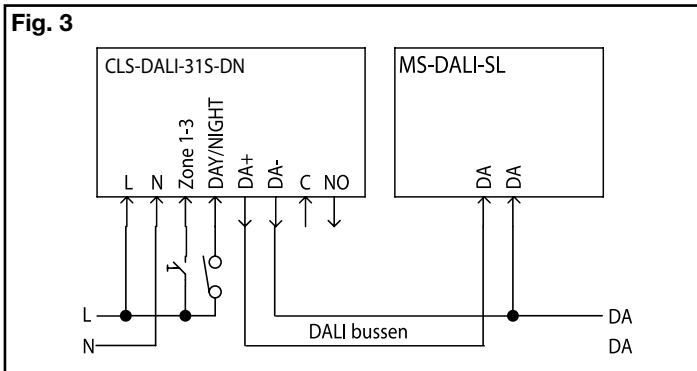 Fig. 3
CLS-DALI-31S-DN
MS-DALI-SL
L N Zone 1-3 DAY/NIGHT DA+ DA- C NO
DA DA
L
DA
DALI bussen
N
DA